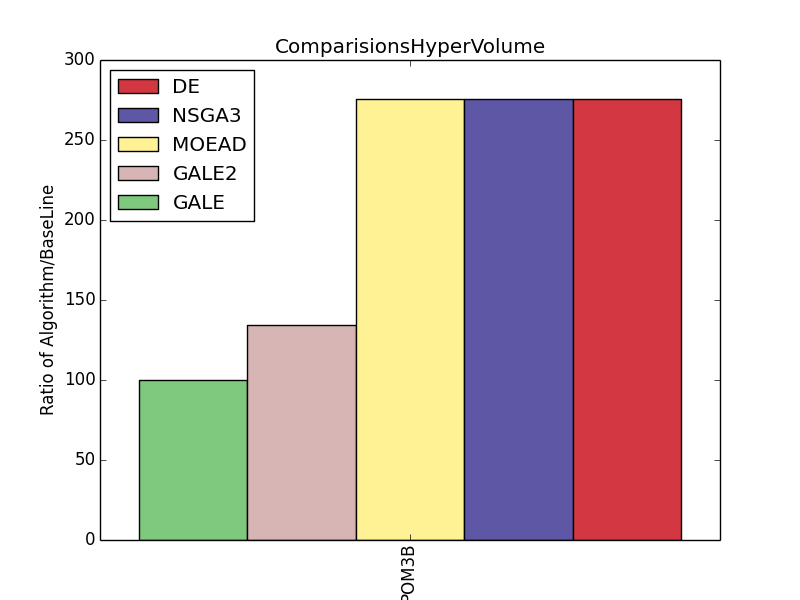 ComparisionsHyperVolume
300
250
200
150
100
50
0
Ratio of Algorithm/BaseLine
DE
NSGA3
MOEAD
GALE2
GALE
POM3B